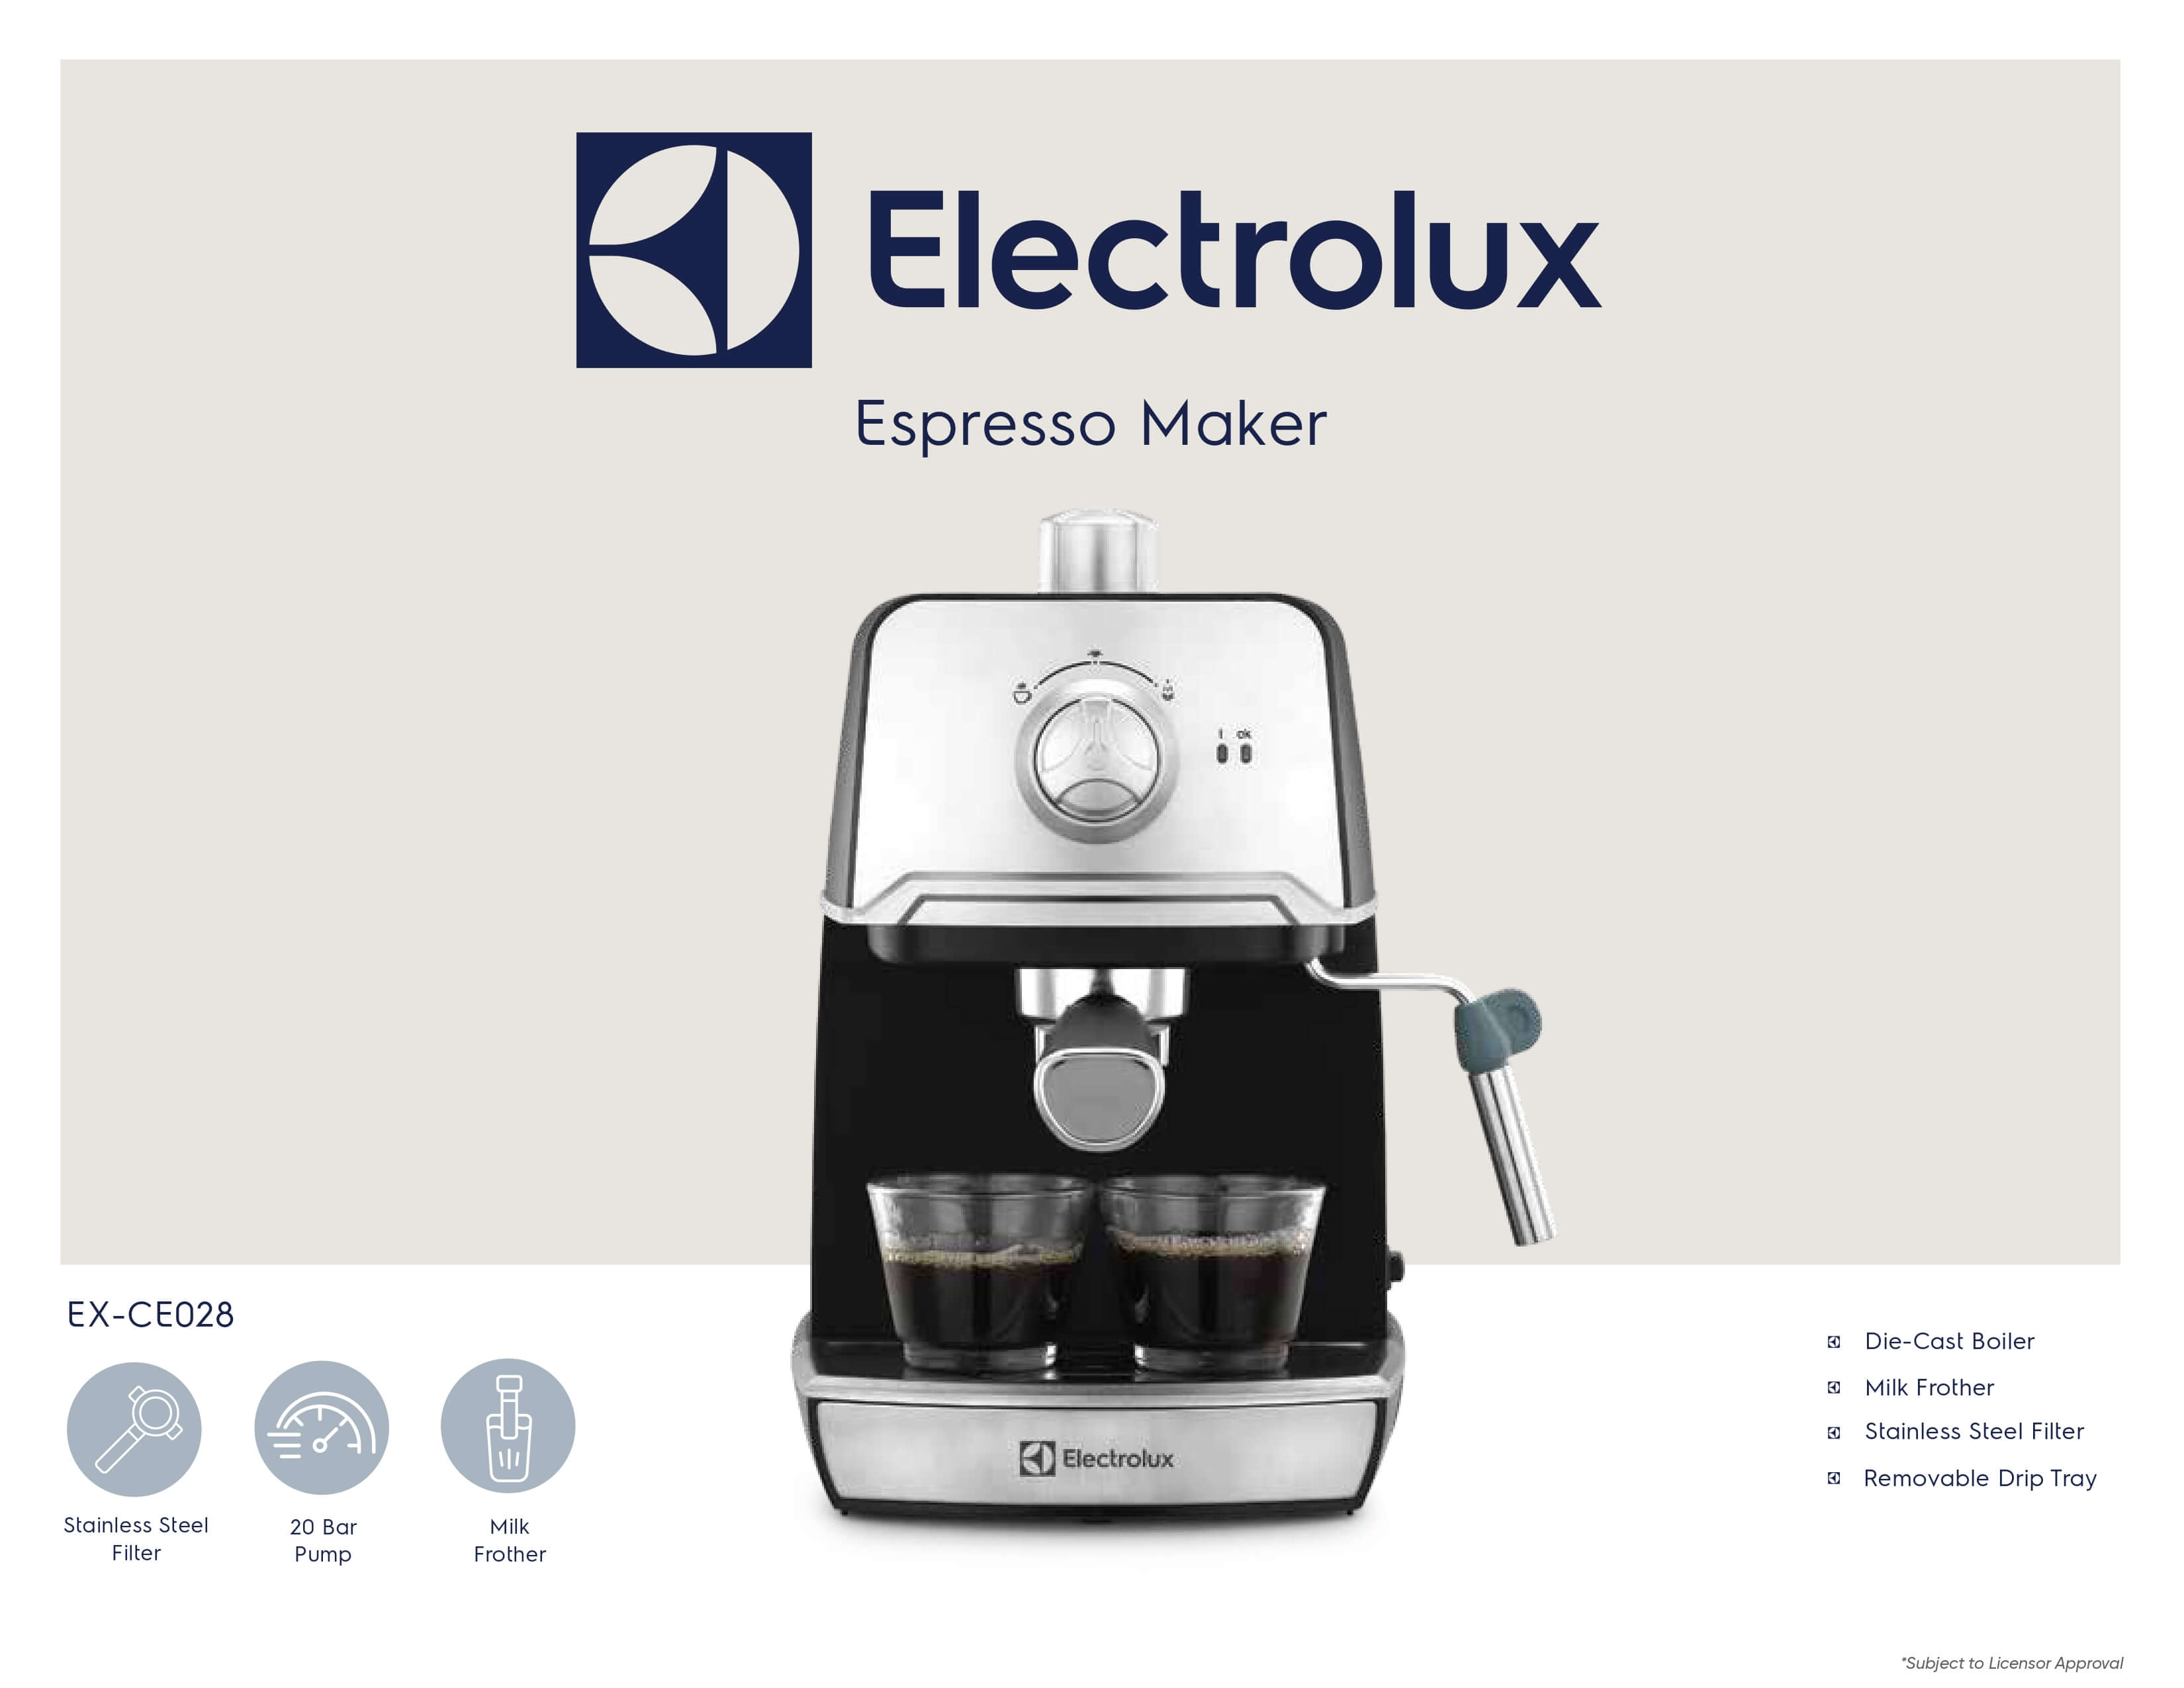 Electrolux
Espresso Maker
I ok
Electrolux
EX-CE028
Stainless Steel
Filter
20 Bar
Pump
Milk
Frother
Die-Cast Boiler
Milk Frother
Stainless Steel Filter
Removable Drip Tray
*Subject to Licensor Approval